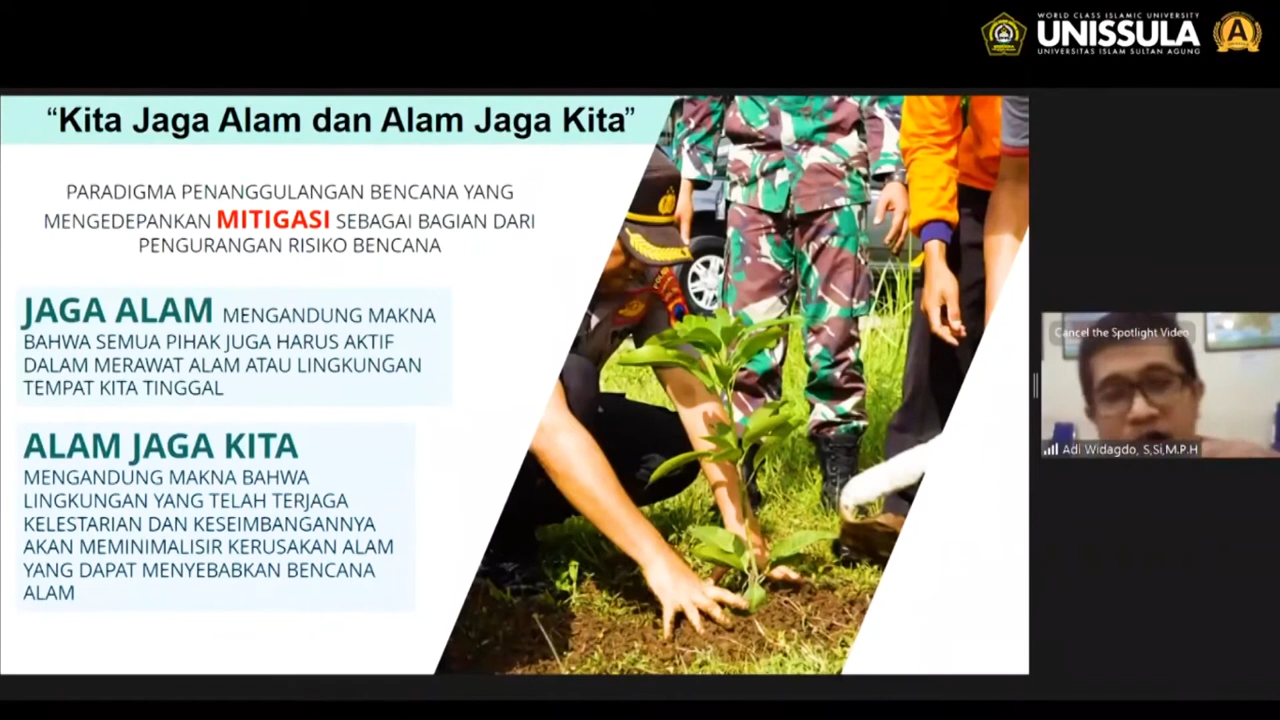 WORLD CLASS ISLAMIC UNIVERSITY
UNISSULA
UNIVERSITAS ISLAM SULTAN AGUNG
A
“Kita Jaga Alam dan Alam Jaga Kita”
PARADIGMA PENANGGULANGAN BENCANA YANG
MENGEDEPANKAN MITIGASI SEBAGAI BAGIAN DARI
PENGURANGAN RISIKO BENCANA
JAGA ALAM MENGANDUNG MAKNA
BAHWA SEMUA PIHAK JUGA HARUS AKTIF
DALAM MERAWAT ALAM ATAU LINGKUNGAN
TEMPAT KITA TINGGAL
ALAM JAGA KITA
MENGANDUNG MAKNA BAHWA
LINGKUNGAN YANG TELAH TERJAGA
KELESTARIAN DAN KESEIMBANGANNYA
AKAN MEMINIMALISIR KERUSAKAN ALAM
YANG DAPAT MENYEBABKAN BENCANA
ALAM
Cancel the Spotlight Video
Adi Widagdo, S,Si,M.P.H